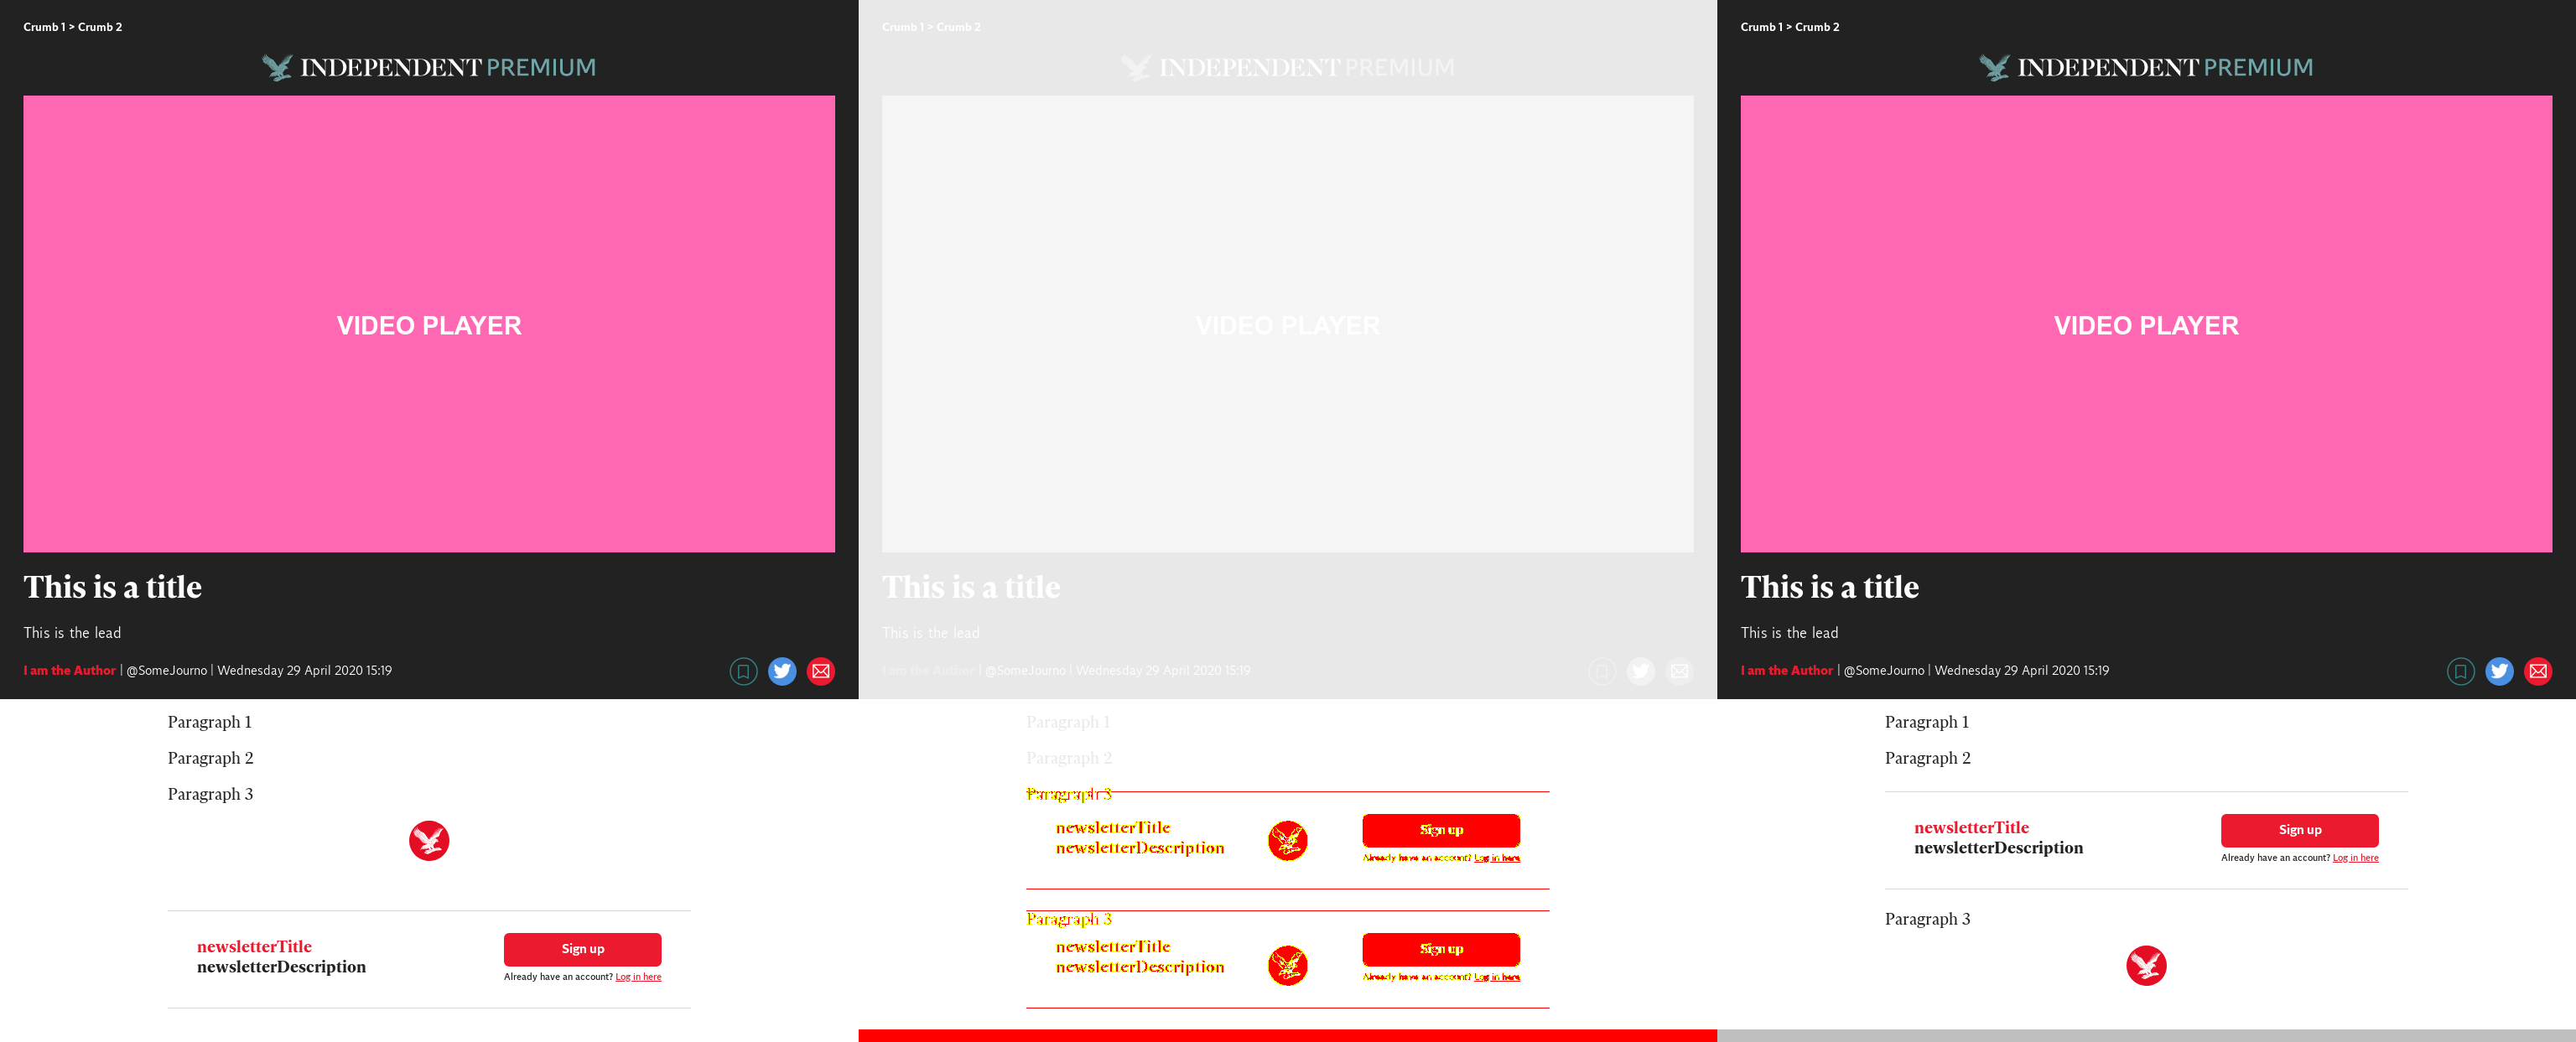 Crumb 1 > Crumb 2
INDEPENDENT PREMIUM
VIDEO PLAYER
This is a title
This is the lead
I am the Author | @SomeJourno | Wednesday 29 April 2020 15:19
Paragraph 1
Paragraph 2
Paragraph 3
newsletterTitle
newsletterDescription
Sign up
Already have an account? Log in here
Crumb 1 > Crumb 2
INDEPENDENT PREMIUM
VIDEO PLAYER
This is a title
This is the lead
I am the Author | @SomeJourno | Wednesday 29 April 2020 15:19
Paragraph 1
Paragraph 2
Paragraph 3
newsletterTitle
newsletterDescription
Sign up
Already have an account? Log in here
Paragraph 3
newsletterTitle
newsletterDescription
Sign up
Already have an account? Log in here
Crumb 1 > Crumb 2
INDEPENDENT PREMIUM
VIDEO PLAYER
This is a title
This is the lead
I am the Author | @SomeJourno | Wednesday 29 April 2020 15:19
Paragraph 1
Paragraph 2
newsletterTitle
newsletterDescription
Sign up
Already have an account? Log in here
Paragraph 3